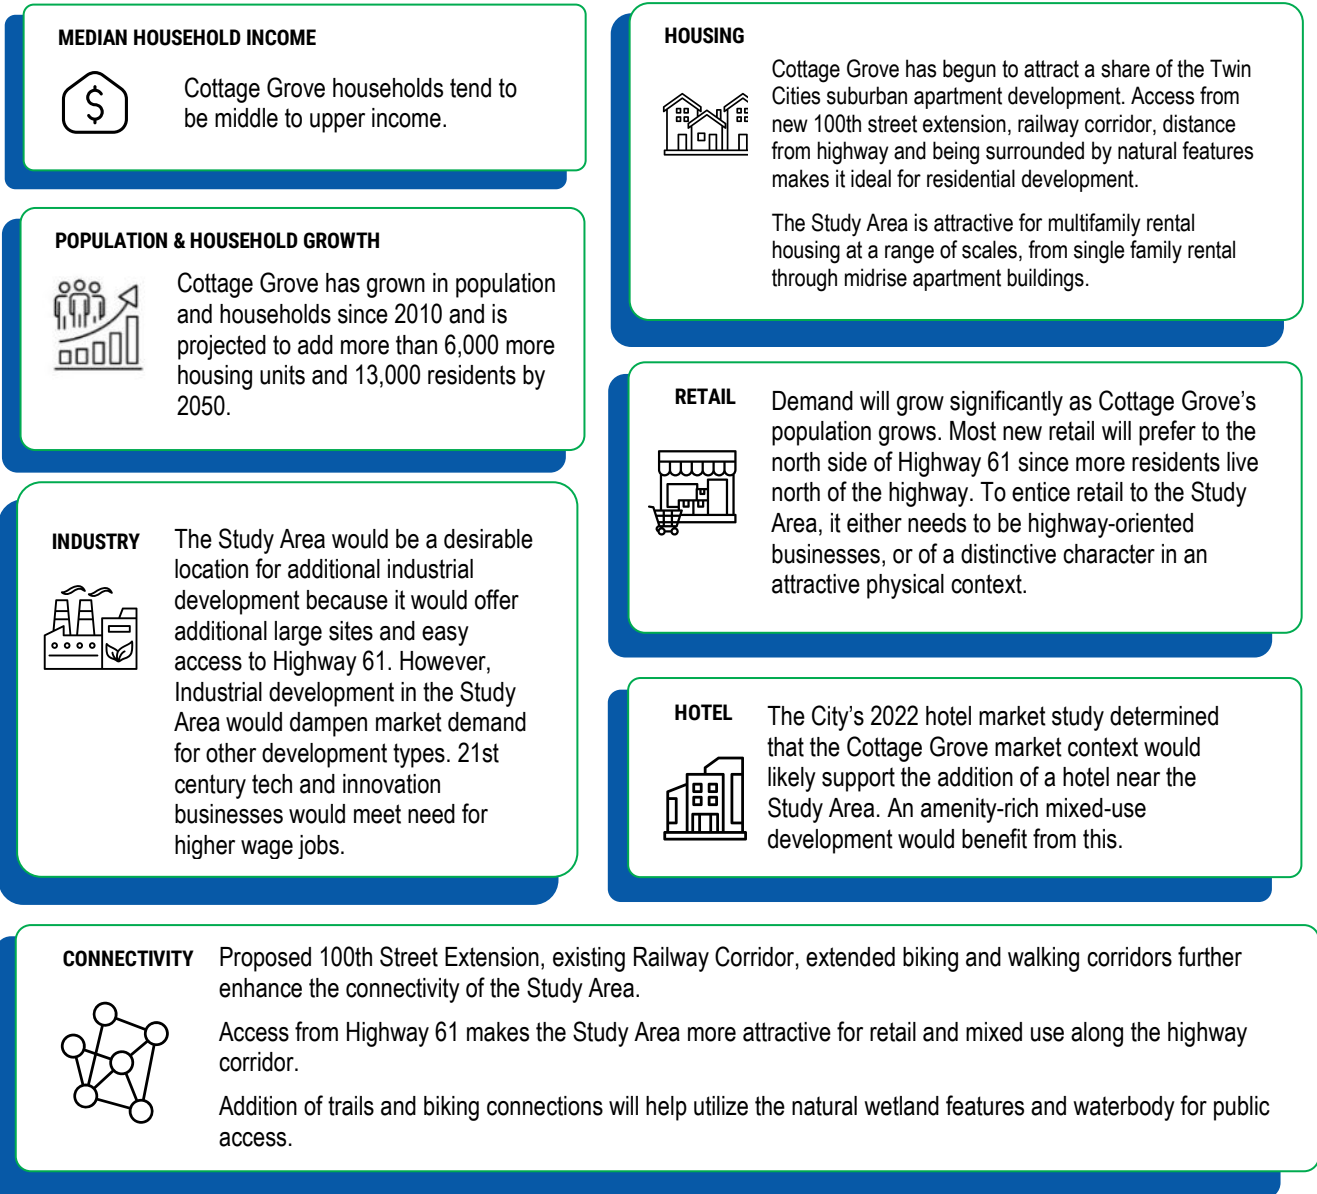 MEDIAN HOUSEHOLD INCOME
Cottage Grove households tend to
be middle to upper income.
POPULATION & HOUSEHOLD GROWTH
Cottage Grove has grown in population
and households since 2010 and is
projected to add more than 6,000 more
housing units and 13,000 residents by
2050.
INDUSTRY
The Study Area would be a desirable
location for additional industrial
development because it would offer
additional large sites and easy
access to Highway 61. However,
Industrial development in the Study
Area would dampen market demand
for other development types. 21st
century tech and innovation
businesses would meet need for
higher wage jobs.
HOUSING
Cottage Grove has begun to attract a share of the Twin
Cities suburban apartment development. Access from
new 100th street extension, railway corridor, distance
from highway and being surrounded by natural features
makes it ideal for residential development.
The Study Area is attractive for multifamily rental
housing at a range of scales, from single family rental
through midrise apartment buildings.
RETAIL
Demand will grow significantly as Cottage Grove’s
population grows. Most new retail will prefer to the
north side of Highway 61 since more residents live
north of the highway. To entice retail to the Study
Area, it either needs to be highway-oriented
businesses, or of a distinctive character in an
attractive physical context.
HOTEL
The City’s 2022 hotel market study determined
that the Cottage Grove market context would
likely support the addition of a hotel near the
Study Area. An amenity-rich mixed-use
development would benefit from this.
CONNECTIVITY
Proposed 100th Street Extension, existing Railway Corridor, extended biking and walking corridors further
enhance the connectivity of the Study Area.
Access from Highway 61 makes the Study Area more attractive for retail and mixed use along the highway
corridor.
Addition of trails and biking connections will help utilize the natural wetland features and waterbody for public
access.